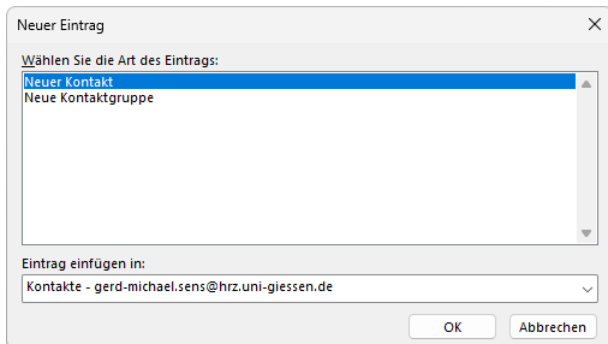 Neuer Eintrag
Wählen Sie die Art des Eintrags:
Neuer Kontakt
Neue Kontaktgruppe
Eintrag einfügen in:
Kontakte - gerd-michael.sens@hrz.uni-giessen.de
OK Abbrechen